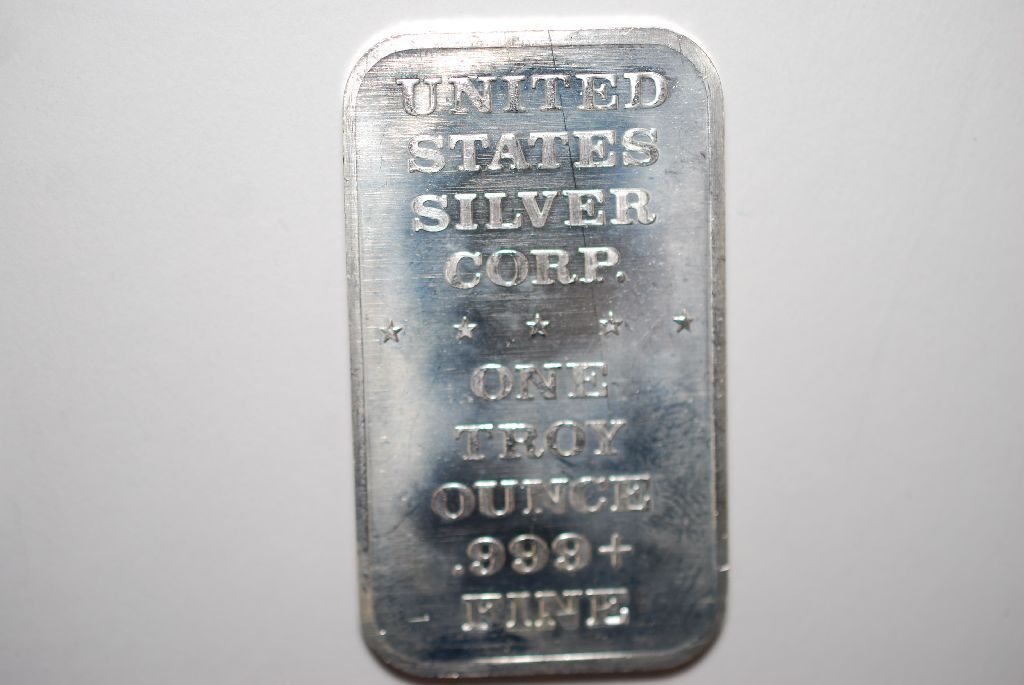 UNITED
STATES
SILVER
CORP.
ONE
TROY
OUNCE
.999+
FINE